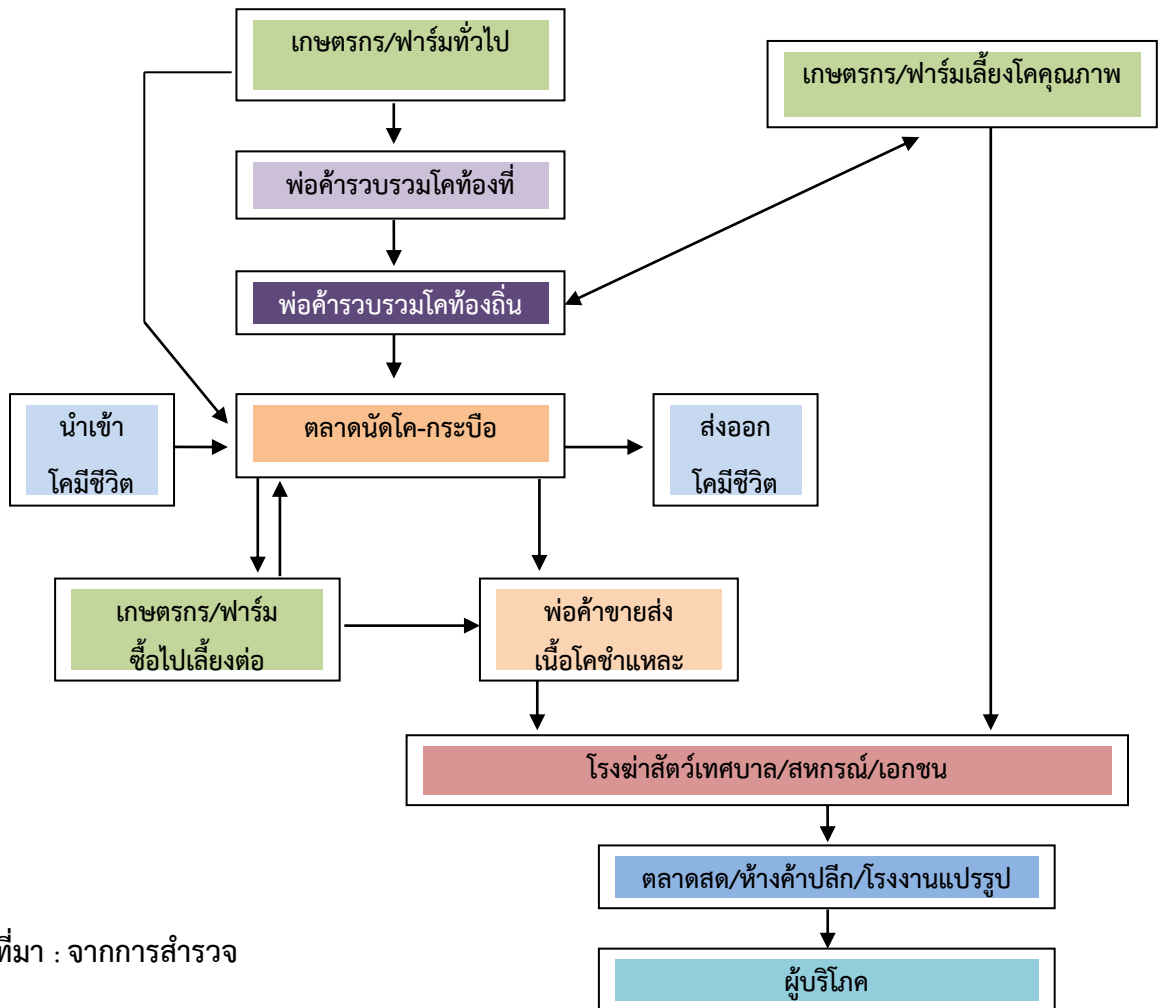 เกษตรกร/ฟาร์มทั่วไป
เกษตรกร/ฟาร์มเลี้ยงโคคุณภาพ
พ่อค้ารวบรวมโคท้องที่
พ่อค้ารวบรวมโคท้องถิ่น
นำเข้า
โคมีชีวิต
ตลาดนัดโค-กระบือ
ส่งออก
โคมีชีวิต
เกษตรกร/ฟาร์ม
ซื้อไปเลี้ยงต่อ
พ่อค้าขายส่ง
เนื้อโคชำแหละ
โรงฆ่าสัตว์เทศบาล/สหกรณ์/เอกชน
ตลาดสด/ห้างค้าปลีก/โรงงานแปรรูป
ที่มา : จากการสำรวจ
ผู้บริโภค